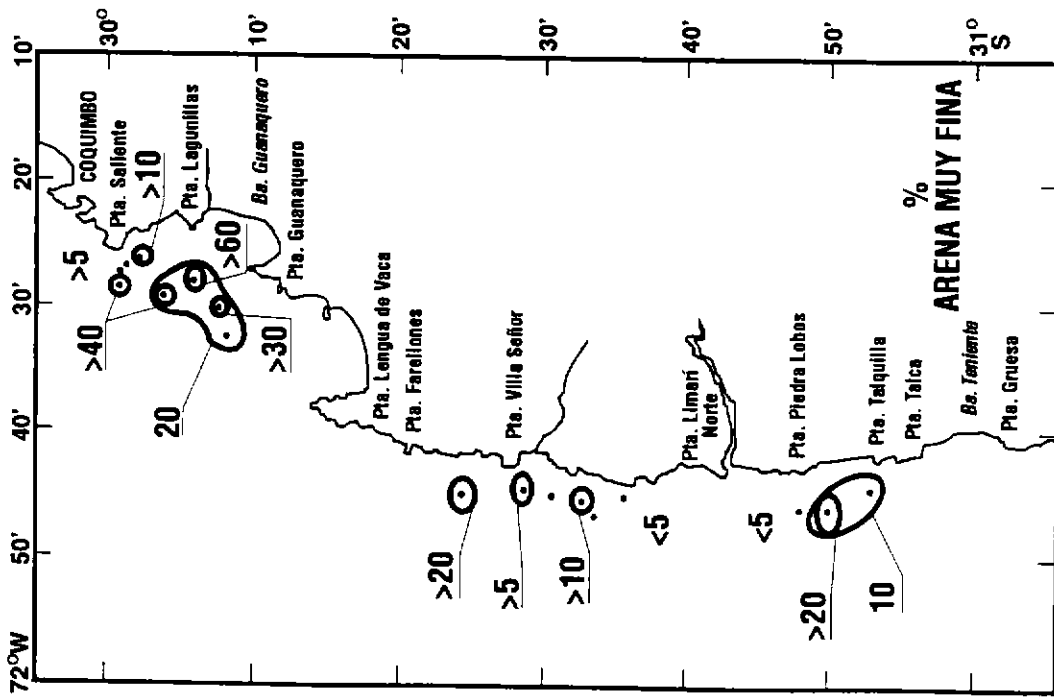 72°W
50'
40'
30'
20'
10'
30°
10'
20'
30'
40'
50'
31°
S
COQUIMBO
Pta. Saliente
>10
Pta. Lagunillas
Ba. Guanaquero
Pta. Guanaquero
>5
>40
>60
>30
20
Pta. Lengua de Vaca
Pta. Farallones
Pta. Villa Señor
Pta. Limarí
Norte
Pta. Piedra Lobos
Pta. Talquilla
Pta. Talca
Ba. Teniente
Pta. Gruesa
>20
>5
>10
<5
<5
>20
10
%
ARENA MUY FINA